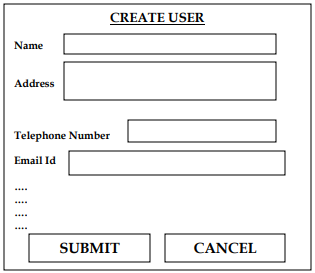 CREATE USER
Name
Address
Telephone Number
Email Id
....
....
....
....
SUBMIT CANCEL